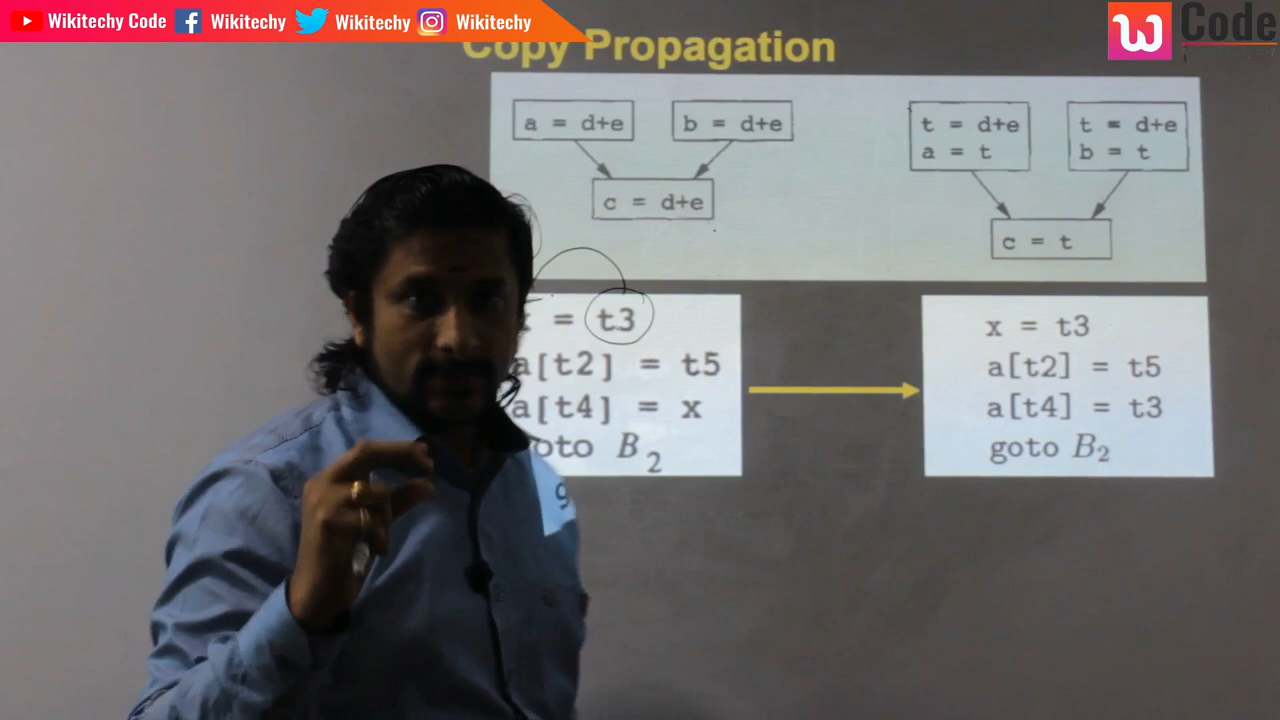 Wikitechy Code Wikitechy Wikitechy Wikitechy
Code
Copy Propagation
a = d+e
b = d+e
c = d+e
t = d+e
a = t
t = d+e
b = t
c = t
= t3
a[t2] = t5
a[t4] = x
goto B2
x = t3
a[t2] = t5
a[t4] = t3
goto B2